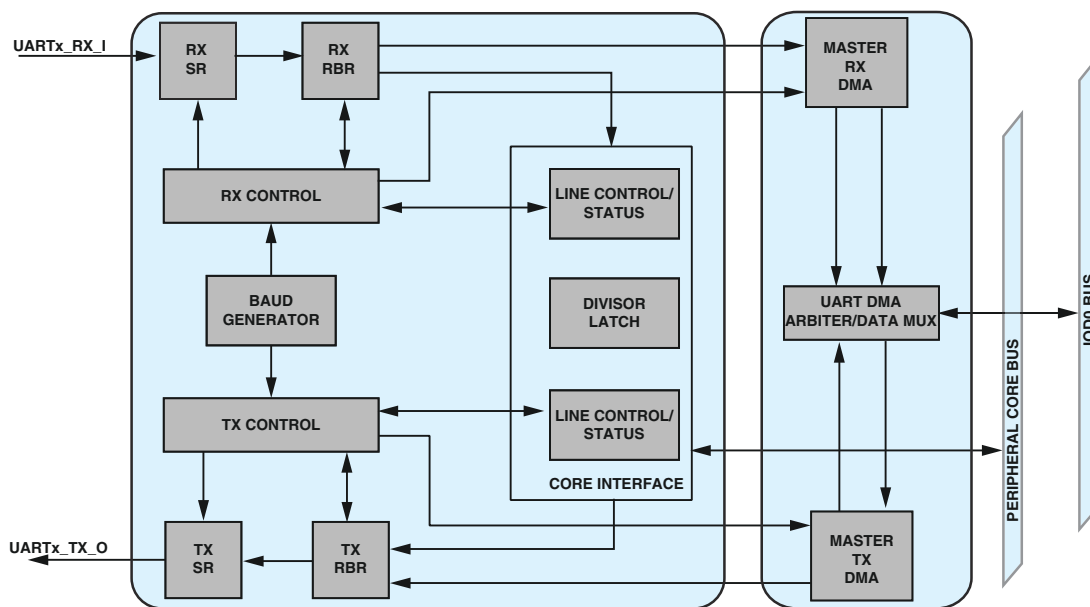 UARTx_RX_I
RX
SR
RX
RBR
MASTER
RX
DMA
RX CONTROL
LINE CONTROL/
STATUS
BAUD
GENERATOR
DIVISOR
LATCH
UART DMA
ARBITER/DATA MUX
TX CONTROL
LINE CONTROL/
STATUS
CORE INTERFACE
PERIPHERAL CORE BUS
IOD0 BUS
UARTx_TX_O
TX
SR
TX
RBR
MASTER
TX
DMA